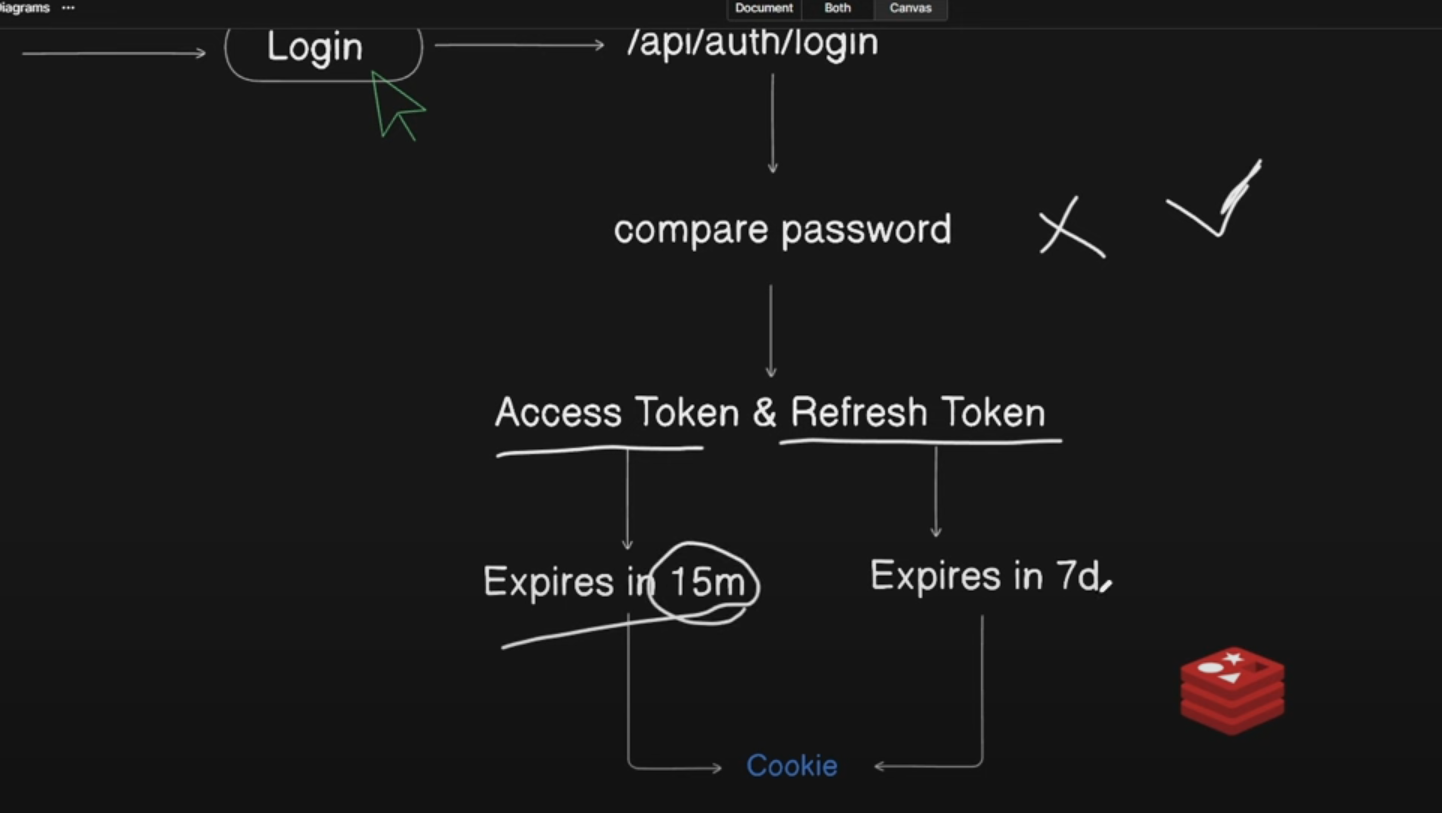 iagrams ...
Document Both Canvas
Login
/api/auth/login
compare password
Access Token & Refresh Token
Expires in 15m
Expires in 7d,
Cookie